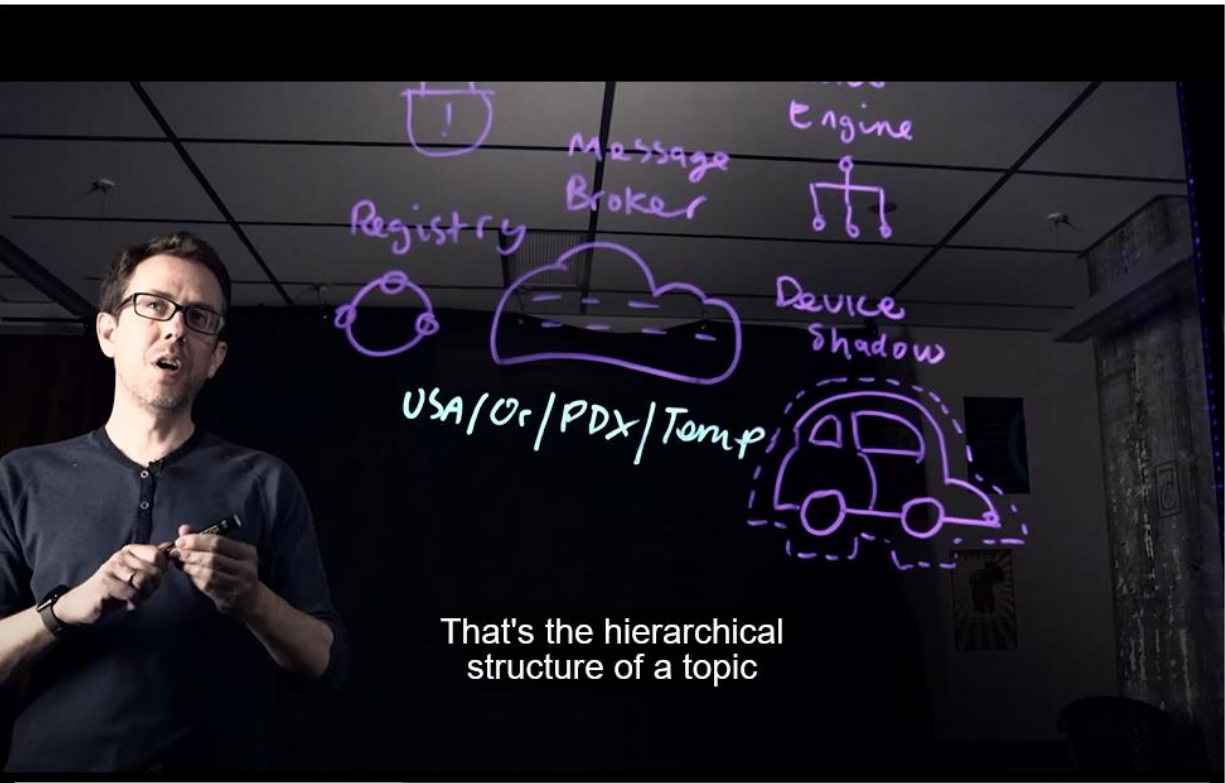 !
Engine
Message
Broker
Registry
Device
Shadow
USA/Or/PDX/Temp
That's the hierarchical
structure of a topic